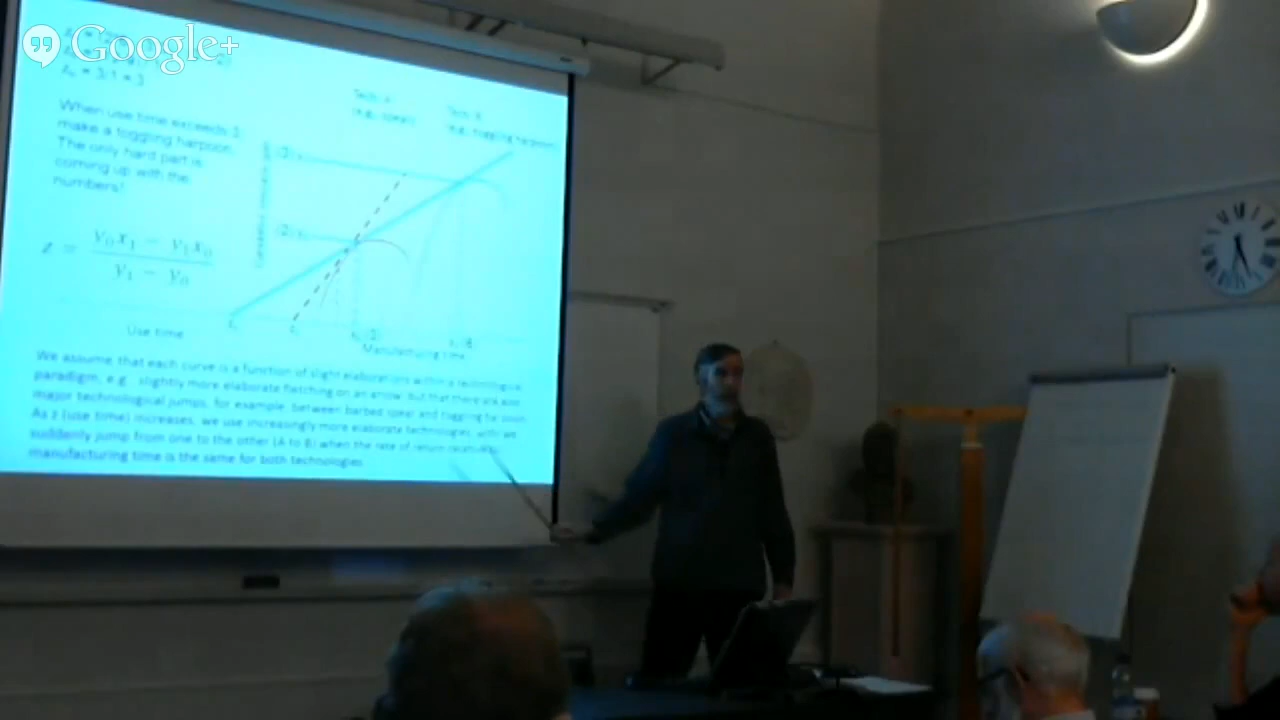 Google+
When use time exceeds 3
make a toggling harpoon.
The only hard part is
coming up with the
numbers!
z = y₀x₁ − y₁x₀
y₁ − y₀
Use time
Manufacturing time
We assume that each curve is a function of slight elaborations within a technological
paradigm, e.g. slightly more elaborate fletching on an arrow, but that there are also
major technological jumps, for example between barbed spear and toggling
As z (use time) increases, we use increasingly more elaborate technologies,
suddenly jump from one to the other (A to B) when the rate of return relative
manufacturing time is the same for both technologies.